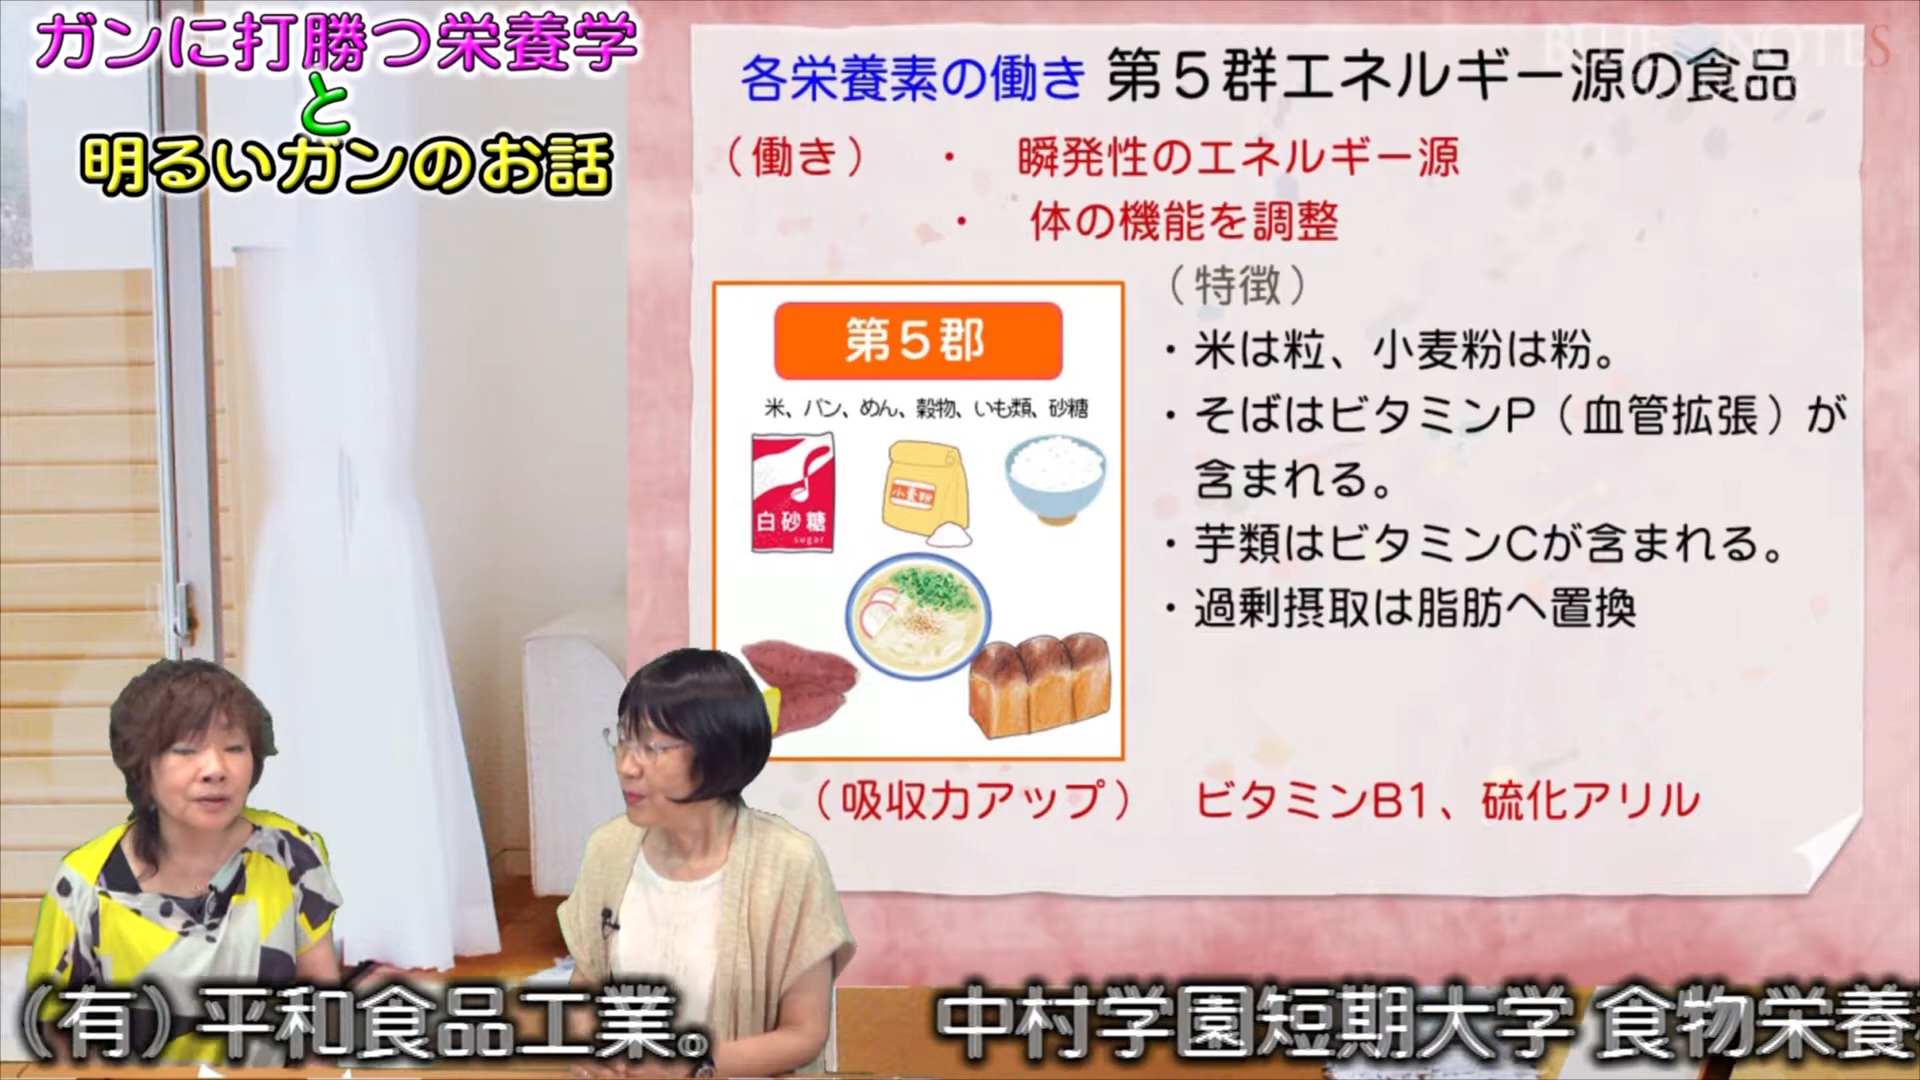 ガンに打勝つ栄養学
と
明るいガンのお話
BLUE NOTES
各栄養素の働き 第５群エネルギー源の食品
（働き） ・ 瞬発性のエネルギー源
・ 体の機能を調整
（特徴）
・米は粒、小麦粉は粉。
・そばはビタミンP（血管拡張）が
含まれる。
・芋類はビタミンCが含まれる。
・過剰摂取は脂肪へ置換
第５郡
米、パン、めん、穀物、いも類、砂糖
白砂糖
sugar
小麦粉
（吸収力アップ） ビタミンB1、硫化アリル
（有）平和食品工業。 中村学園短期大学 食物栄養